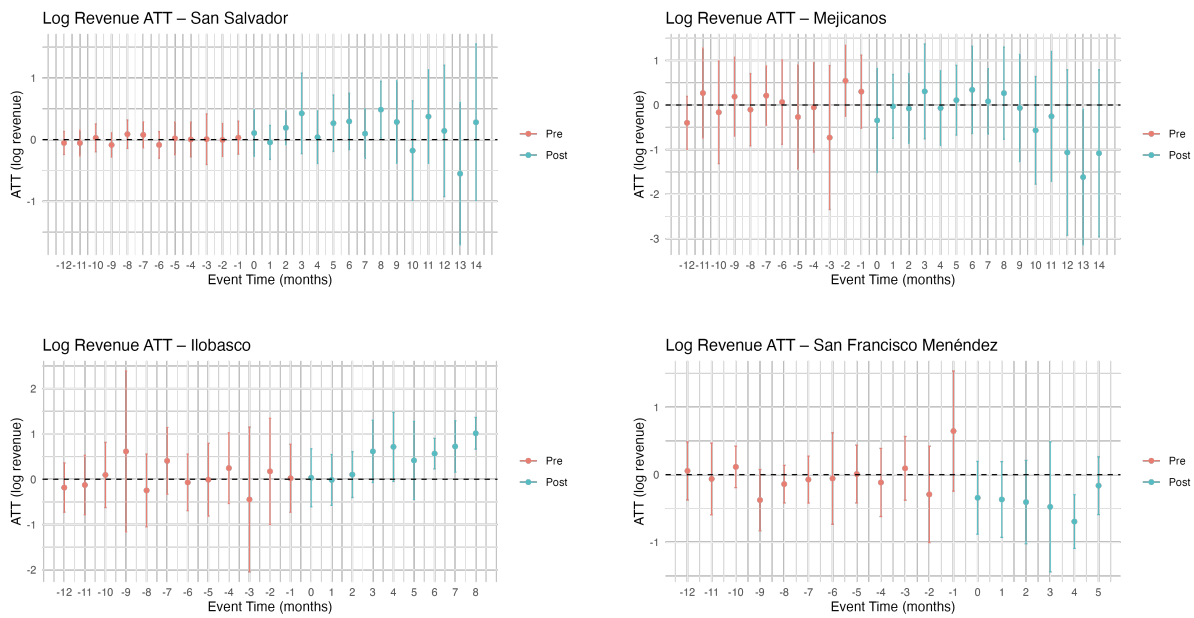 Log Revenue ATT – San Salvador
ATT (log revenue)
1
0
-1
-12 -11 -10 -9 -8 -7 -6 -5 -4 -3 -2 -1 0 1 2 3 4 5 6 7 8 9 10 11 12 13 14
Event Time (months)
Pre
Post
Log Revenue ATT – Mejicanos
ATT (log revenue)
1
0
-1
-2
-3
-12 -11 -10 -9 -8 -7 -6 -5 -4 -3 -2 -1 0 1 2 3 4 5 6 7 8 9 10 11 12 13 14
Event Time (months)
Pre
Post
Log Revenue ATT – Ilobasco
ATT (log revenue)
2
1
0
-1
-2
-12 -11 -10 -9 -8 -7 -6 -5 -4 -3 -2 -1 0 1 2 3 4 5 6 7 8
Event Time (months)
Pre
Post
Log Revenue ATT – San Francisco Menéndez
ATT (log revenue)
1
0
-1
-12 -11 -10 -9 -8 -7 -6 -5 -4 -3 -2 -1 0 1 2 3 4 5
Event Time (months)
Pre
Post